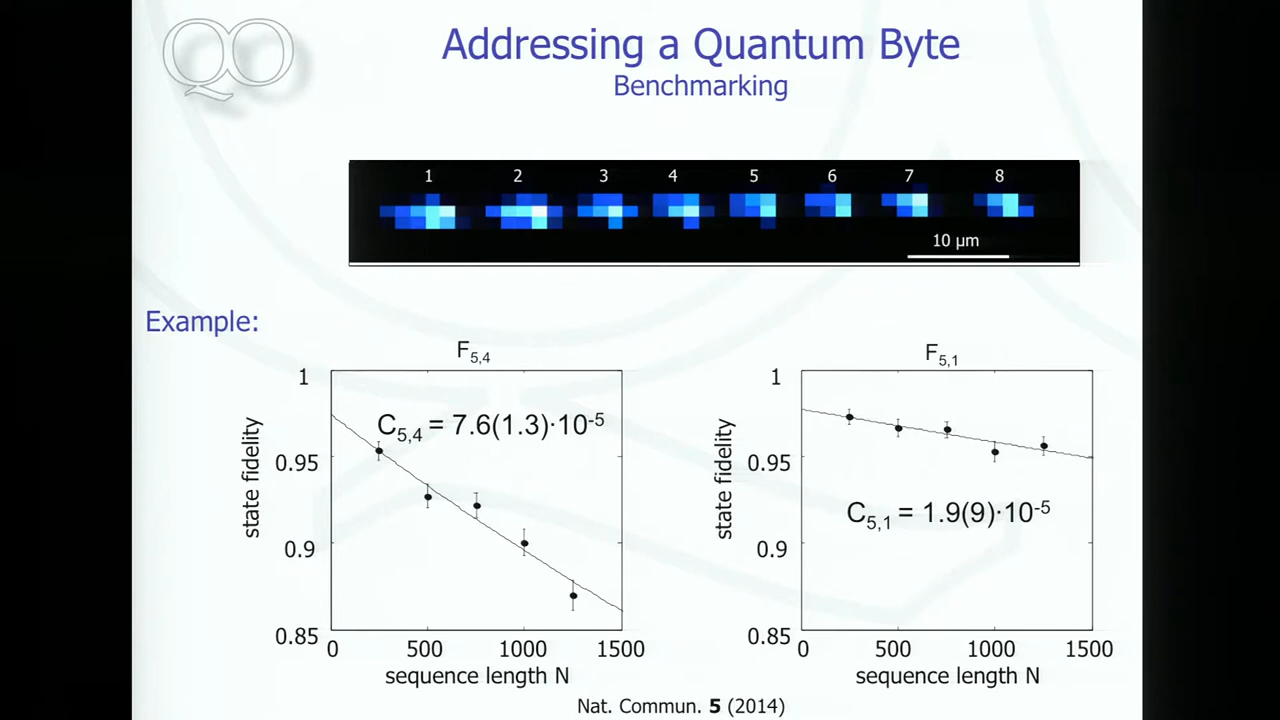 QO
Addressing a Quantum Byte
Benchmarking
1 2 3 4 5 6 7 8
10 μm
Example:
F5,4
1
0.95
0.9
0.85
state fidelity
C5,4 = 7.6(1.3)·10-5
0 500 1000 1500
sequence length N
F5,1
1
0.95
0.9
0.85
state fidelity
C5,1 = 1.9(9)·10-5
0 500 1000 1500
sequence length N
Nat. Commun. 5 (2014)